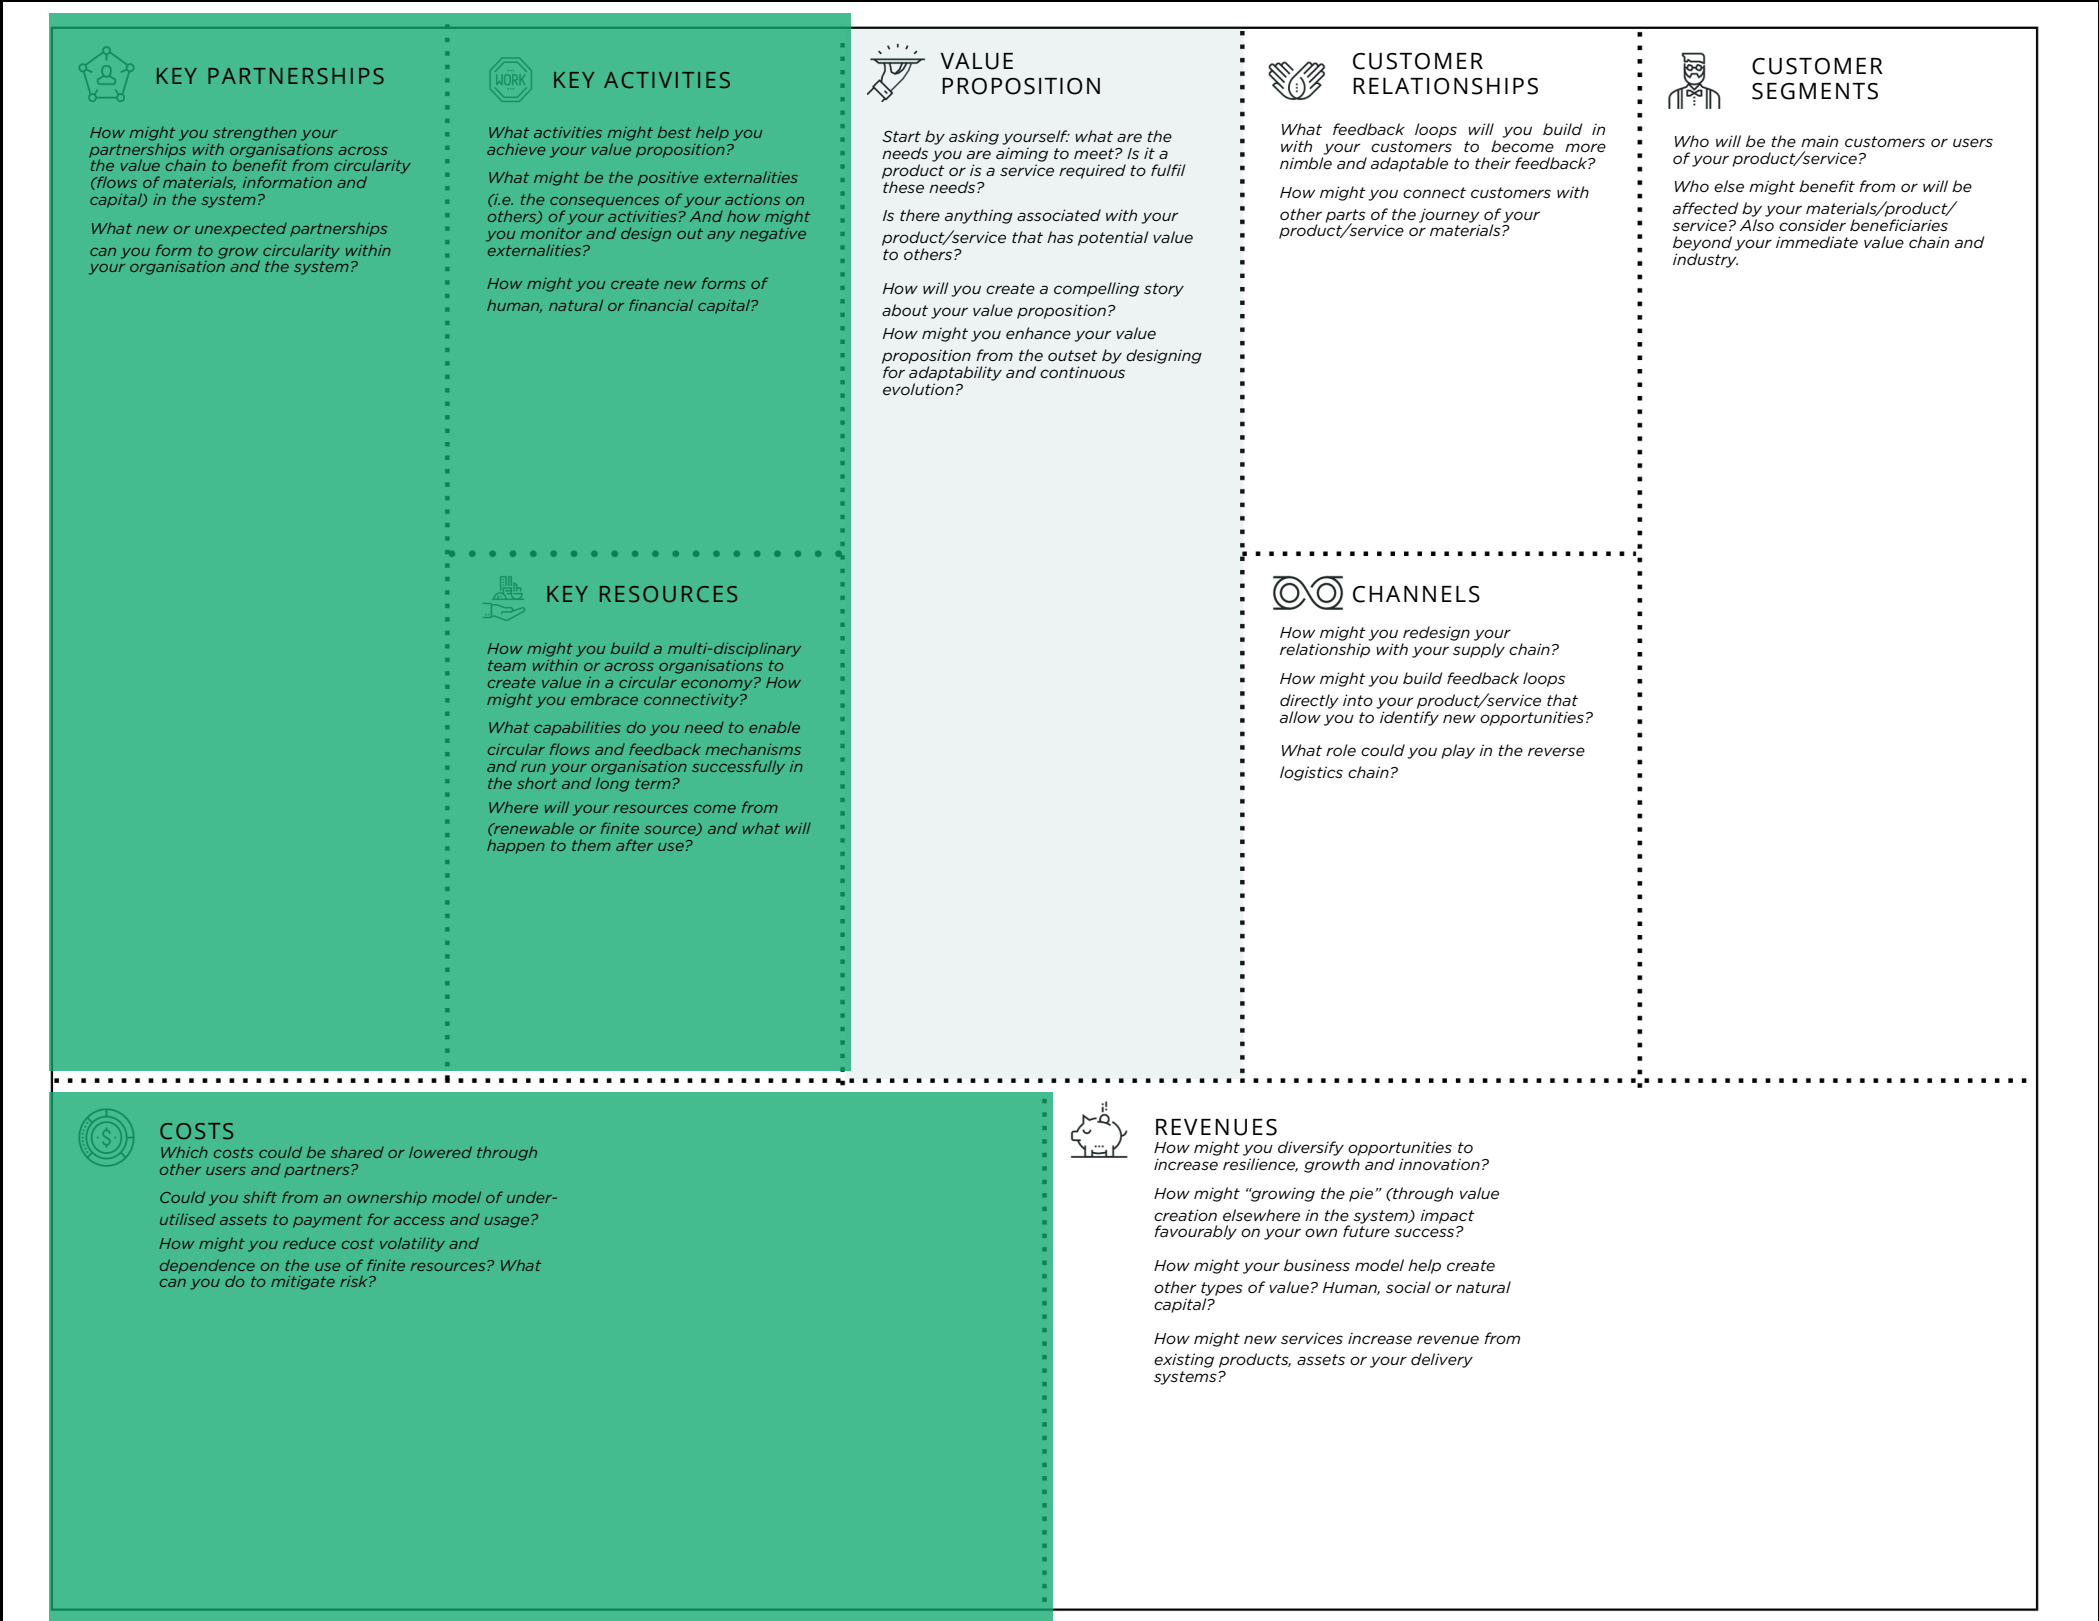 KEY PARTNERSHIPS
How might you strengthen your
partnerships with organisations across
the value chain to benefit from circularity
(flows of materials, information and
capital) in the system?
What new or unexpected partnerships
can you form to grow circularity within
your organisation and the system?
WORK
KEY ACTIVITIES
What activities might best help you
achieve your value proposition?
What might be the positive externalities
(i.e. the consequences of your actions on
others) of your activities? And how might
you monitor and design out any negative
externalities?
How might you create new forms of
human, natural or financial capital?
KEY RESOURCES
How might you build a multi-disciplinary
team within or across organisations to
create value in a circular economy? How
might you embrace connectivity?
What capabilities do you need to enable
circular flows and feedback mechanisms
and run your organisation successfully in
the short and long term?
Where will your resources come from
(renewable or finite source) and what will
happen to them after use?
VALUE
PROPOSITION
Start by asking yourself: what are the
needs you are aiming to meet? Is it a
product or is a service required to fulfil
these needs?
Is there anything associated with your
product/service that has potential value
to others?
How will you create a compelling story
about your value proposition?
How might you enhance your value
proposition from the outset by designing
for adaptability and continuous
evolution?
CUSTOMER
RELATIONSHIPS
What feedback loops will you build in
with your customers to become more
nimble and adaptable to their feedback?
How might you connect customers with
other parts of the journey of your
product/service or materials?
CHANNELS
How might you redesign your
relationship with your supply chain?
How might you build feedback loops
directly into your product/service that
allow you to identify new opportunities?
What role could you play in the reverse
logistics chain?
CUSTOMER
SEGMENTS
Who will be the main customers or users
of your product/service?
Who else might benefit from or will be
affected by your materials/product/
service? Also consider beneficiaries
beyond your immediate value chain and
industry.
$
COSTS
Which costs could be shared or lowered through
other users and partners?
Could you shift from an ownership model of under-
utilised assets to payment for access and usage?
How might you reduce cost volatility and
dependence on the use of finite resources? What
can you do to mitigate risk?
REVENUES
How might you diversify opportunities to
increase resilience, growth and innovation?
How might “growing the pie” (through value
creation elsewhere in the system) impact
favourably on your own future success?
How might your business model help create
other types of value? Human, social or natural
capital?
How might new services increase revenue from
existing products, assets or your delivery
systems?